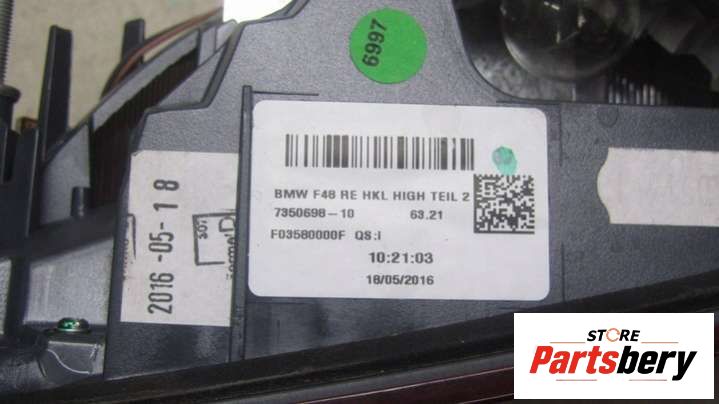 6997
BMW F48 RE HKL HIGH TEIL 2
7350698-10 63.21
F03580000F QS:I
10:21:03
18/05/2016
2016-05-18
STORE
Partsbery